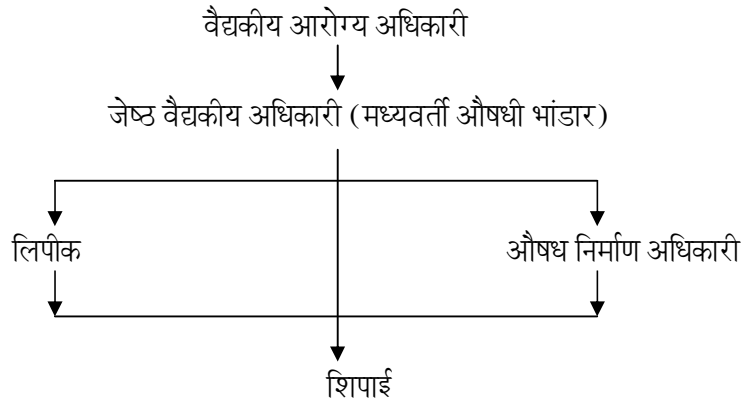 वैद्यकीय आरोग्य अधिकारी
जेष्ठ वैद्यकीय अधिकारी (मध्यवर्ती औषधी भांडार)
लिपीक
औषध निर्माण अधिकारी
शिपाई